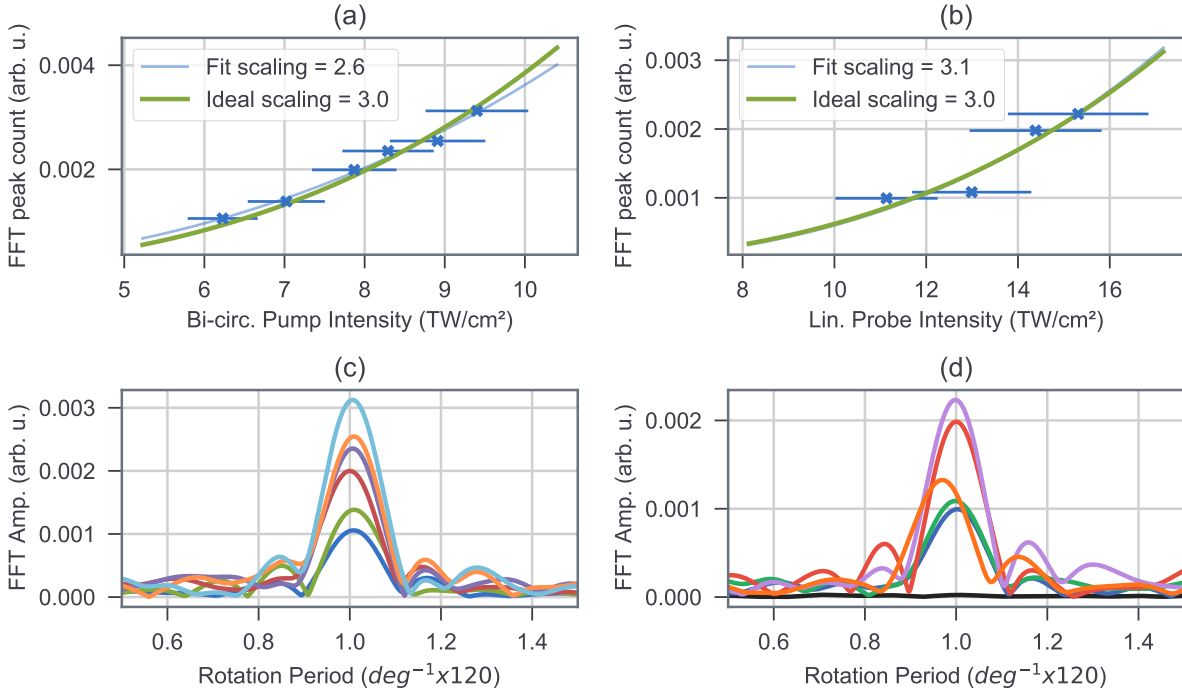 (a)
FFT peak count (arb. u.)
0.004
0.002
Fit scaling = 2.6
Ideal scaling = 3.0
5 6 7 8 9 10
Bi-circ. Pump Intensity (TW/cm²)
(b)
FFT peak count (arb. u.)
0.003
0.002
0.001
Fit scaling = 3.1
Ideal scaling = 3.0
8 10 12 14 16
Lin. Probe Intensity (TW/cm²)
(c)
FFT Amp. (arb. u.)
0.003
0.002
0.001
0.000
0.6 0.8 1.0 1.2 1.4
Rotation Period (deg⁻¹x120)
(d)
FFT Amp. (arb. u.)
0.002
0.001
0.000
0.6 0.8 1.0 1.2 1.4
Rotation Period (deg⁻¹x120)